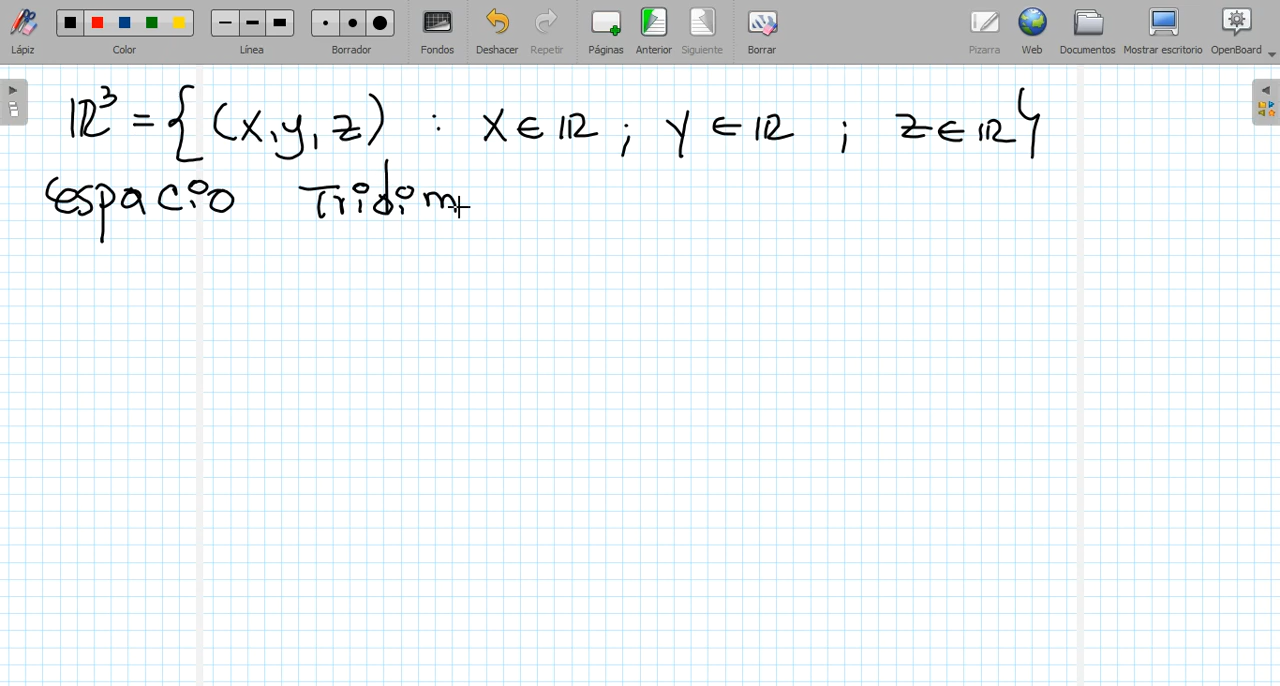 Lápiz Color Línea Borrador Fondos Deshacer Repetir Páginas Anterior Siguiente Borrar Pizarra Web Documentos Mostrar escritorio OpenBoard
ℝ³ = { (x, y, z) : x ∈ ℝ ; y ∈ ℝ ; z ∈ ℝ }
espacio Tridim